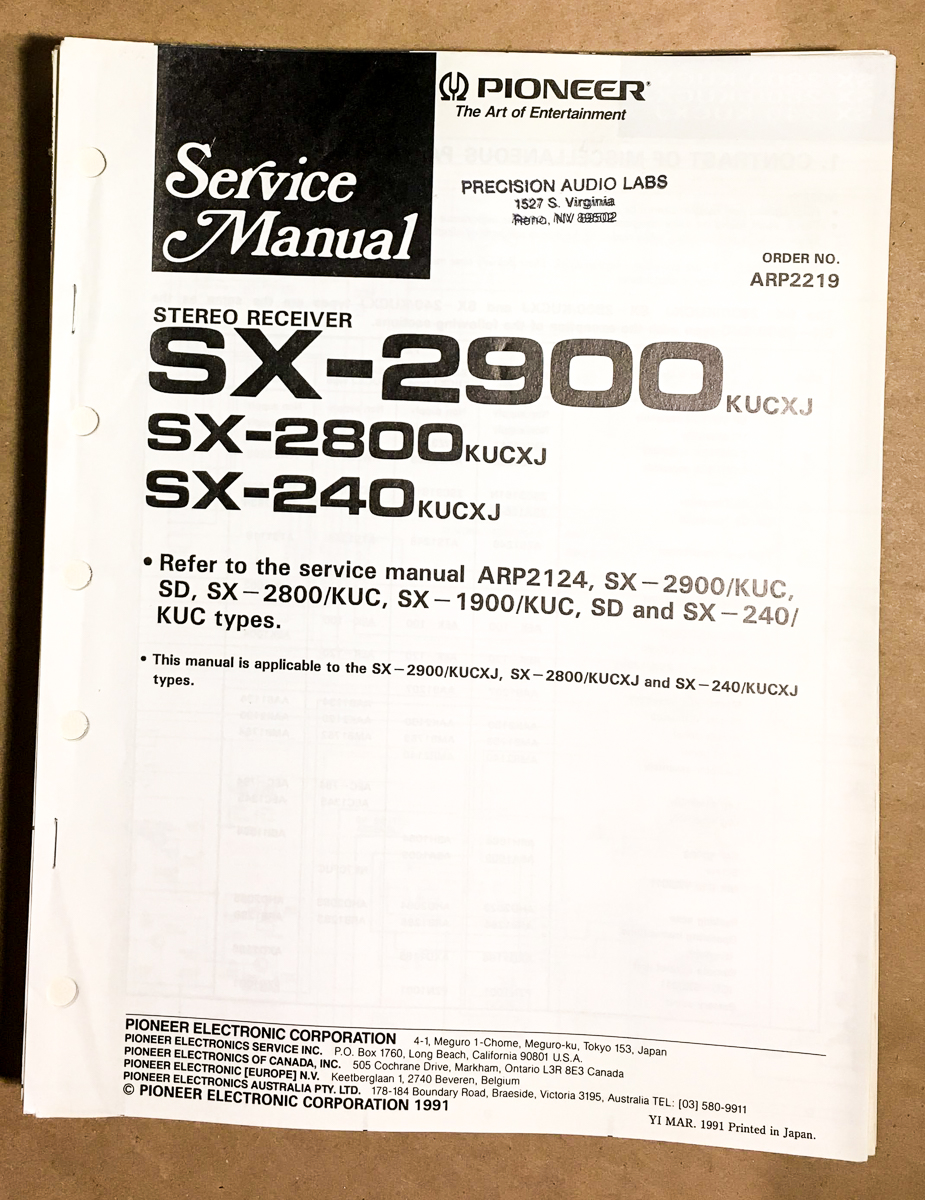 Service
Manual
PIONEER®
The Art of Entertainment
PRECISION AUDIO LABS
1527 S. Virginia
Reno, NV 89502
ORDER NO.
ARP2219
STEREO RECEIVER
SX-2900KUCXJ
SX-2800KUCXJ
SX-240KUCXJ
• Refer to the service manual ARP2124, SX-2900/KUC,
SD, SX-2800/KUC, SX-1900/KUC, SD and SX-240/
KUC types.
• This manual is applicable to the SX-2900/KUCXJ, SX-2800/KUCXJ and SX-240/KUCXJ
types.
PIONEER ELECTRONIC CORPORATION 4-1, Meguro 1-Chome, Meguro-ku, Tokyo 153, Japan
PIONEER ELECTRONICS SERVICE INC. P.O. Box 1760, Long Beach, California 90801 U.S.A.
PIONEER ELECTRONICS OF CANADA, INC. 505 Cochrane Drive, Markham, Ontario L3R 8E3 Canada
PIONEER ELECTRONIC [EUROPE] N.V. Keetberglaan 1, 2740 Beveren, Belgium
PIONEER ELECTRONICS AUSTRALIA PTY. LTD. 178-184 Boundary Road, Braeside, Victoria 3195, Australia TEL: [03] 580-9911
© PIONEER ELECTRONIC CORPORATION 1991
YI MAR. 1991 Printed in Japan.